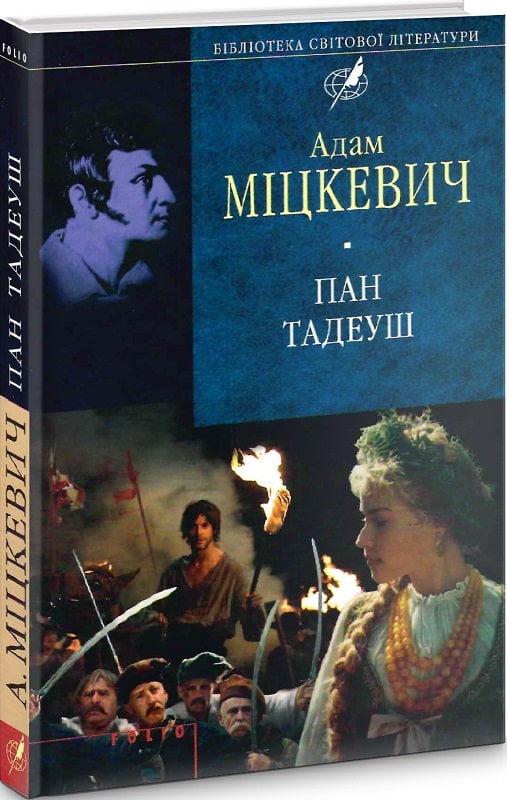 FOLIO
А. МІЦКЕВИЧ ПАН ТАДЕУШ
БІБЛІОТЕКА СВІТОВОЇ ЛІТЕРАТУРИ
Адам
МІЦКЕВИЧ
ПАН
ТАДЕУШ
FOLIO